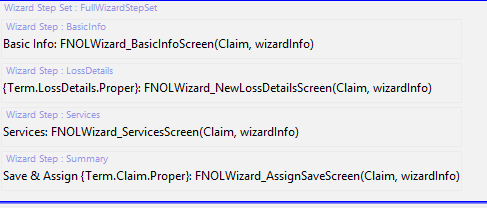 Wizard Step Set : FullWizardStepSet
Wizard Step : BasicInfo
Basic Info: FNOLWizard_BasicInfoScreen(Claim, wizardInfo)
Wizard Step : LossDetails
{Term.LossDetails.Proper}: FNOLWizard_NewLossDetailsScreen(Claim, wizardInfo)
Wizard Step : Services
Services: FNOLWizard_ServicesScreen(Claim, wizardInfo)
Wizard Step : Summary
Save & Assign {Term.Claim.Proper}: FNOLWizard_AssignSaveScreen(Claim, wizardInfo)